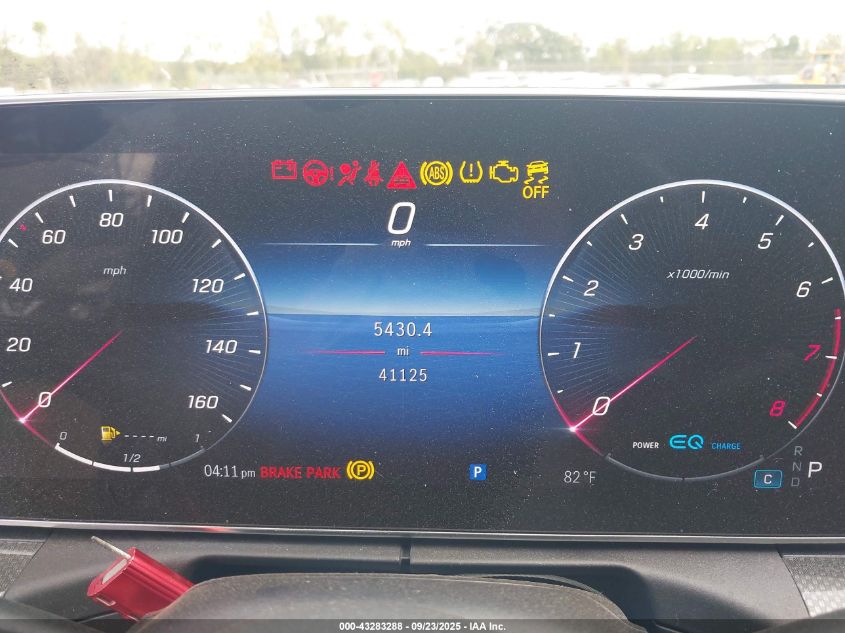 ABS
OFF
0
mph
60 80 100
40 mph 120
20 140
0 160
0 1/2 1
---- mi
5430.4
mi
41125
3 4 5
2 x1000/min 6
1 7
0 8
POWER EQ CHARGE
04:11 pm BRAKE PARK P P 82 °F
C
R
N
D
P
000-43283288 - 09/23/2025 - IAA Inc.